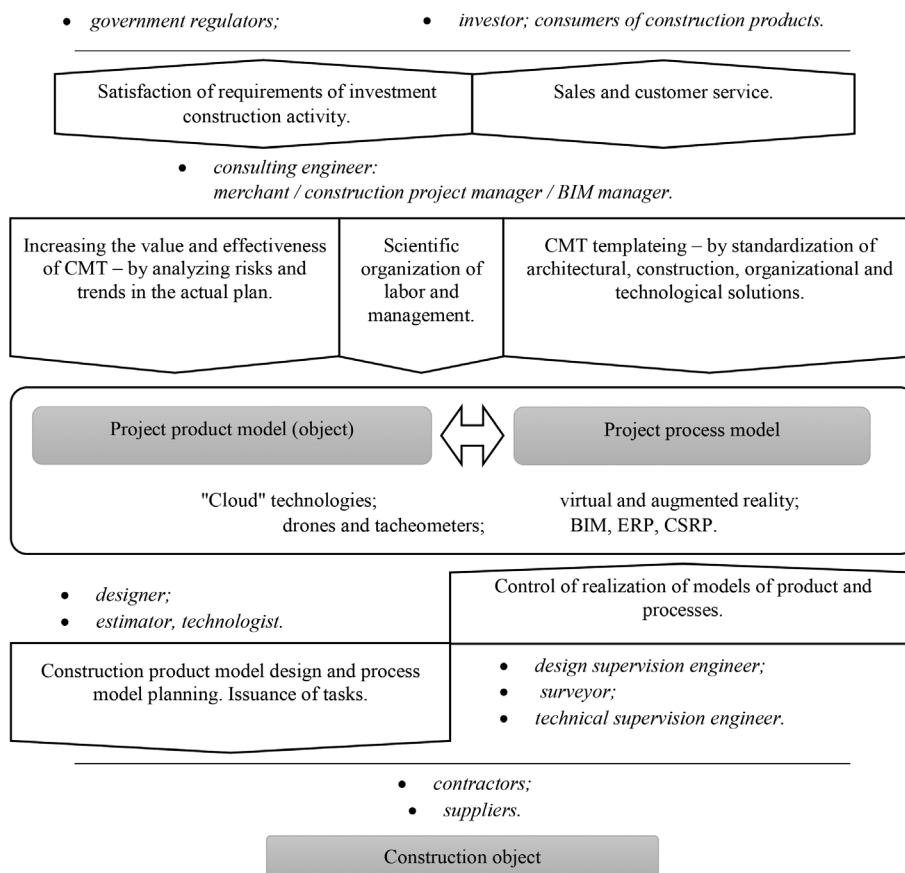 • government regulators;
• investor; consumers of construction products.
Satisfaction of requirements of investment
construction activity.
Sales and customer service.
• consulting engineer:
merchant / construction project manager / BIM manager.
Increasing the value and effectiveness
of CMT – by analyzing risks and
trends in the actual plan.
Scientific
organization of
labor and
management.
CMT templateing – by standardization of
architectural, construction, organizational and
technological solutions.
Project product model (object)
Project process model
"Cloud" technologies;
drones and tacheometers;
virtual and augmented reality;
BIM, ERP, CSRP.
• designer;
• estimator, technologist.
Control of realization of models of product and
processes.
Construction product model design and process
model planning. Issuance of tasks.
• design supervision engineer;
• surveyor;
• technical supervision engineer.
• contractors;
• suppliers.
Construction object